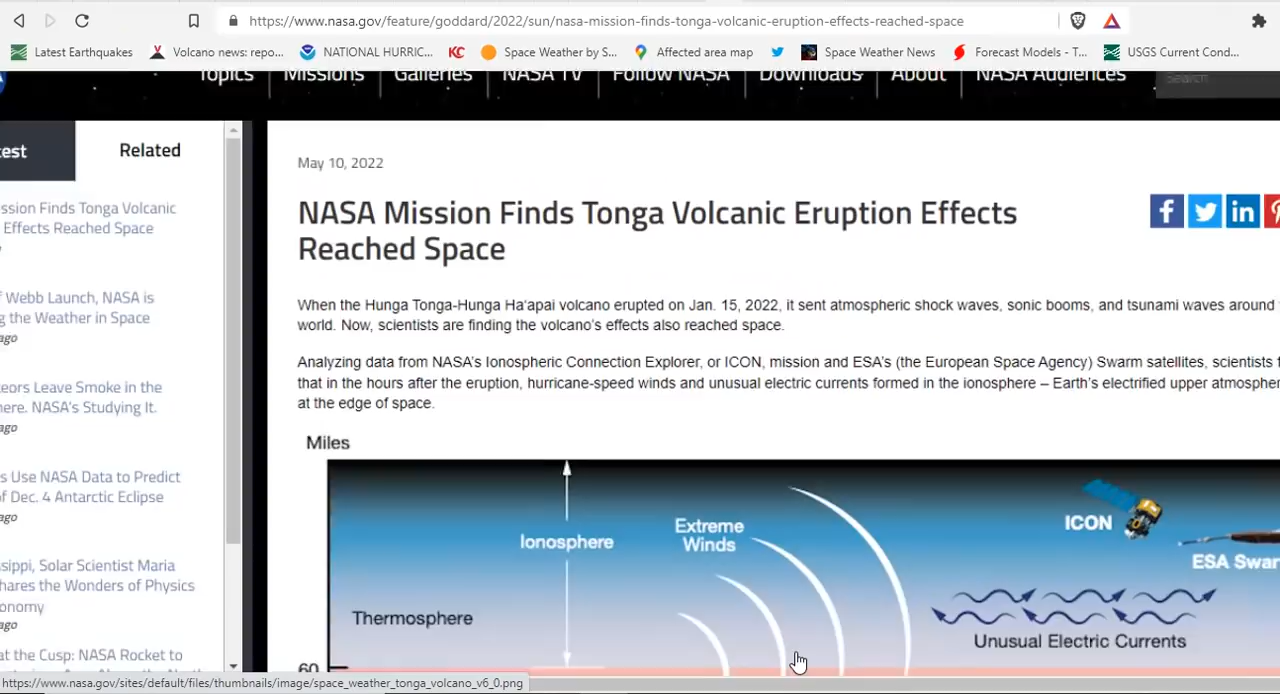 https://www.nasa.gov/feature/goddard/2022/sun/nasa-mission-finds-tonga-volcanic-eruption-effects-reached-space
Latest Earthquakes Volcano news: repo... NATIONAL HURRIC... KC Space Weather by S... Affected area map Space Weather News Forecast Models - T... USGS Current Cond...
Topics Missions Galleries NASA TV Follow NASA Downloads About NASA Audiences Search
Related
May 10, 2022
NASA Mission Finds Tonga Volcanic Eruption Effects
Reached Space
When the Hunga Tonga-Hunga Ha‘apai volcano erupted on Jan. 15, 2022, it sent atmospheric shock waves, sonic booms, and tsunami waves around
world. Now, scientists are finding the volcano’s effects also reached space.
Analyzing data from NASA’s Ionospheric Connection Explorer, or ICON, mission and ESA’s (the European Space Agency) Swarm satellites, scientists
that in the hours after the eruption, hurricane-speed winds and unusual electric currents formed in the ionosphere – Earth’s electrified upper
at the edge of space.
ssion Finds Tonga Volcanic
Effects Reached Space
f Webb Launch, NASA is
g the Weather in Space
ago
eors Leave Smoke in the
here. NASA's Studying It.
ago
s Use NASA Data to Predict
of Dec. 4 Antarctic Eclipse
ago
sippi, Solar Scientist Maria
hares the Wonders of Physics
onomy
ago
at the Cusp: NASA Rocket to
Miles
Ionosphere
Extreme
Winds
ICON
ESA
Thermosphere
Unusual Electric Currents
60
https://www.nasa.gov/sites/default/files/thumbnails/image/space_weather_tonga_volcano_v6_0.png